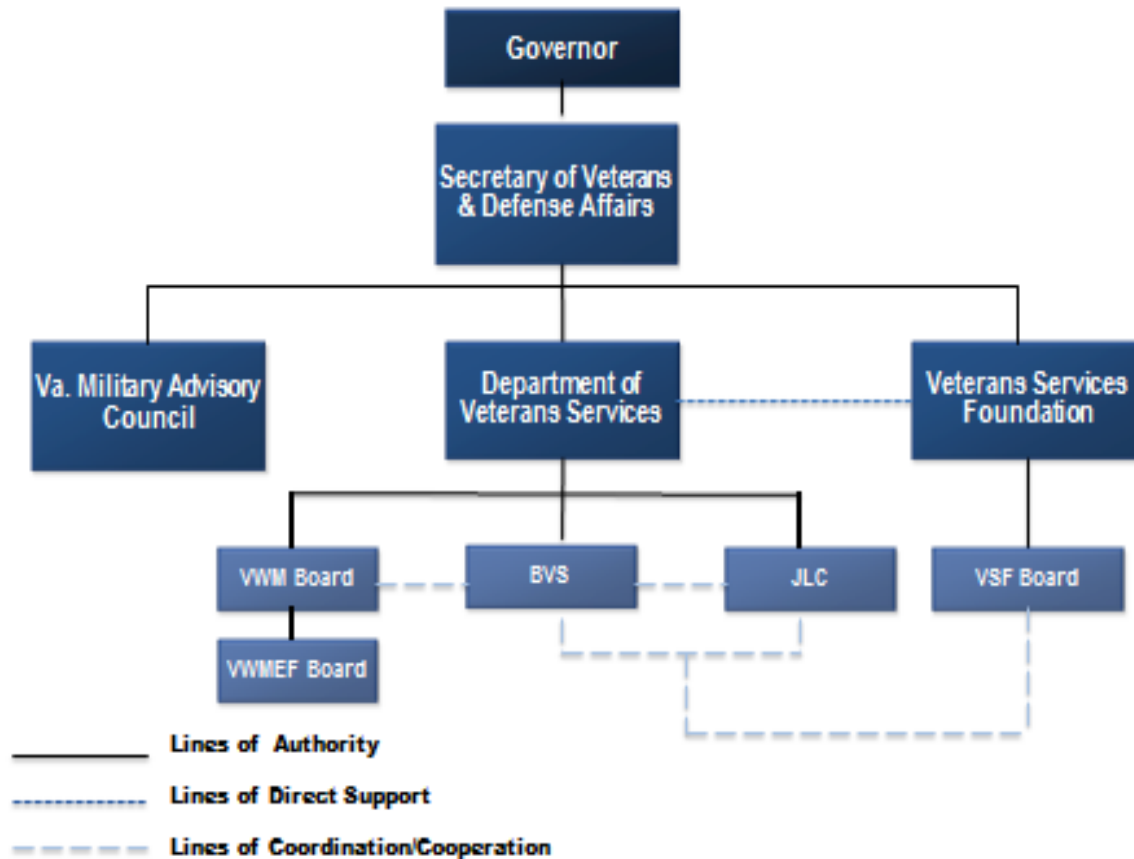 Governor
Secretary of Veterans
& Defense Affairs
Va. Military Advisory
Council
Department of
Veterans Services
Veterans Services
Foundation
VWM Board
BVS
JLC
VSF Board
VWMEF Board
Lines of Authority
Lines of Direct Support
Lines of Coordination/Cooperation